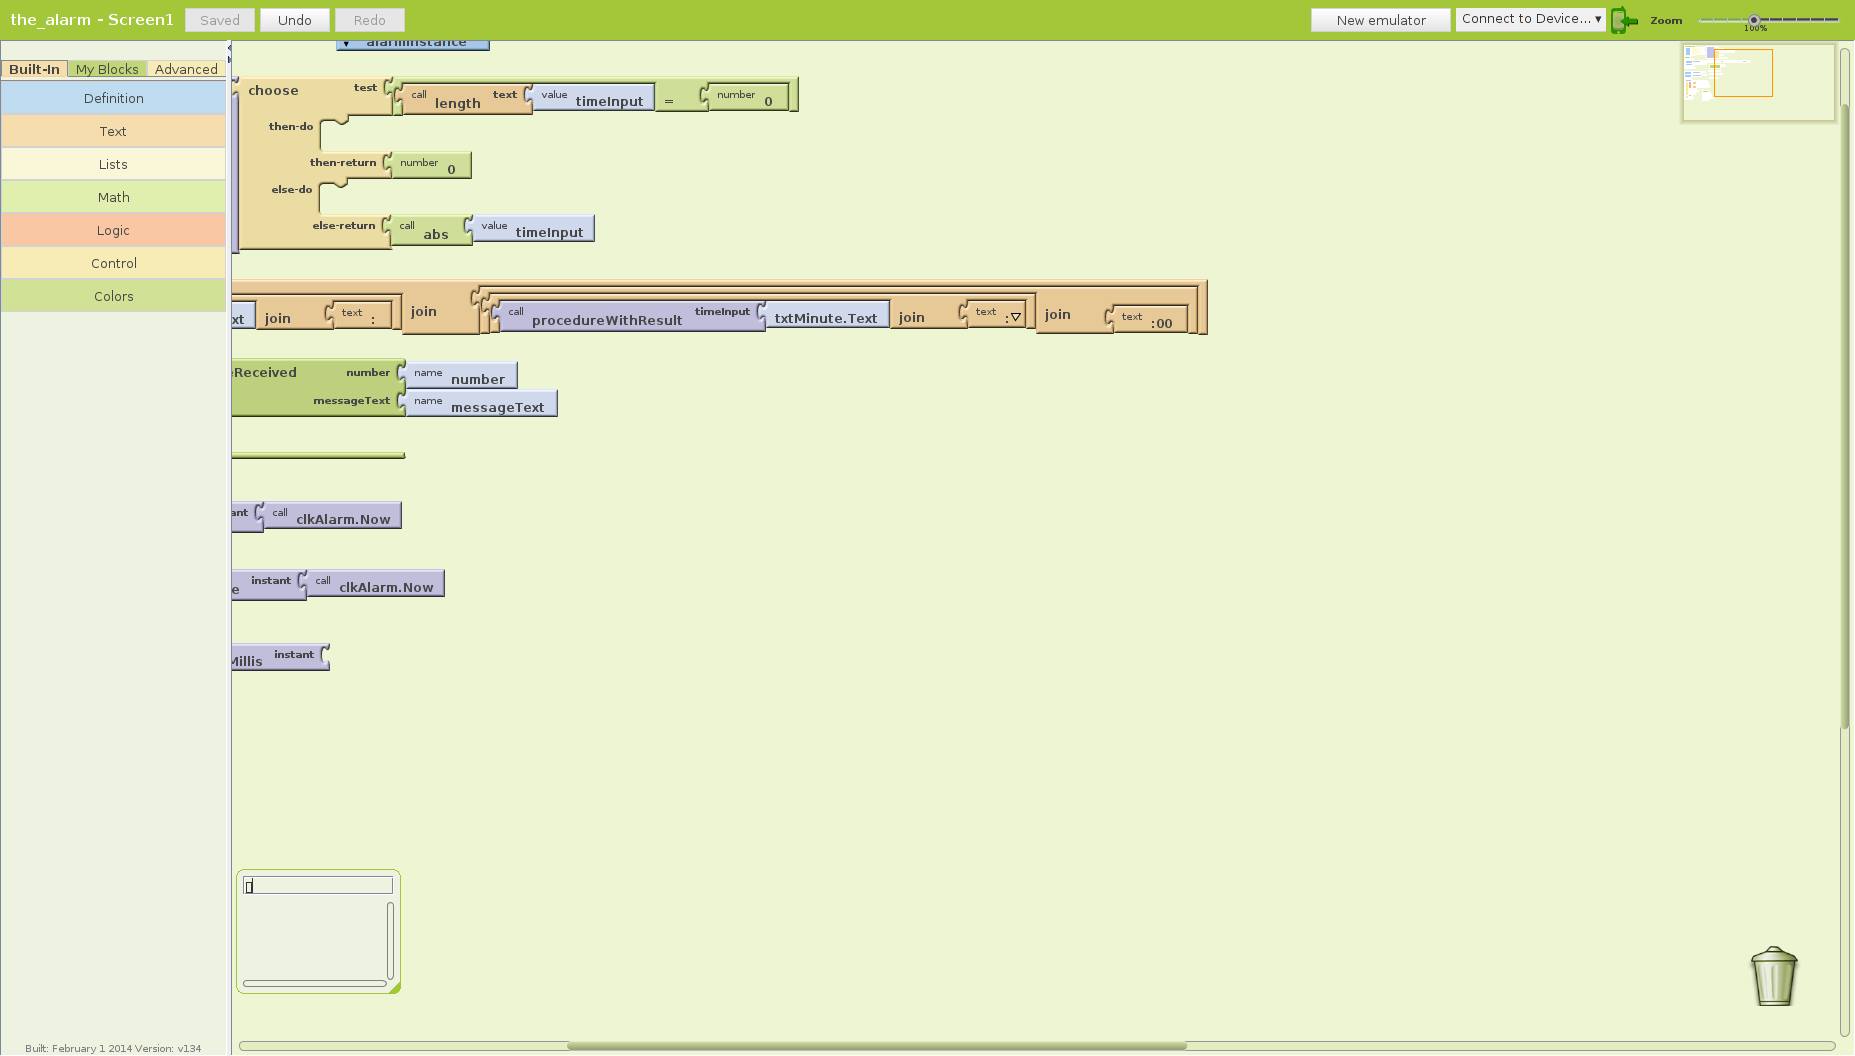 the_alarm - Screen1 Saved Undo Redo New emulator Connect to Device... Zoom
100%
alarmInstance
Built-In My Blocks Advanced
Definition
Text
Lists
Math
Logic
Control
Colors
choose test call length text value timeInput = number 0
then-do
then-return number 0
else-do
else-return call abs value timeInput
xt join text : join call procedureWithResult timeInput txtMinute.Text join text : join text :00
eReceived number name number
messageText name messageText
ant call clkAlarm.Now
e instant call clkAlarm.Now
Millis instant
Built: February 1 2014 Version: v134